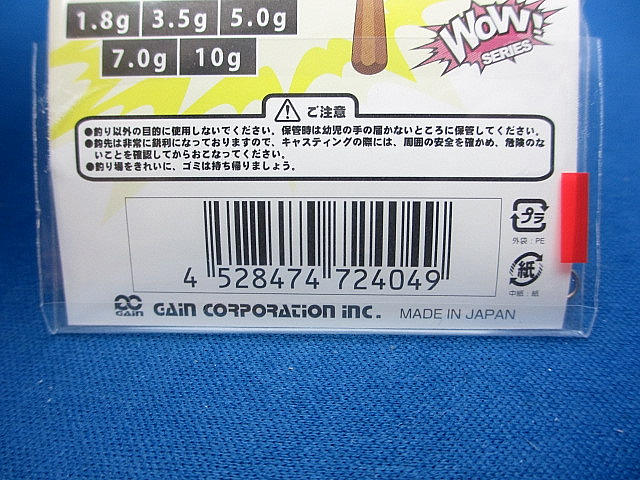 1.8g 3.5g 5.0g
7.0g 10g
WOW!
SERIES
ご注意
●釣り以外の目的に使用しないでください。保管時は幼児の手の届かないところに保管してください。
●鈎先は非常に鋭利になっておりますので、キャスティングの際には、周囲の安全を確かめ、危険のな
いことを確認してからおこなってください。
●釣り場をきれいに、ゴミは持ち帰りましょう。
プラ
外袋:PE
紙
中紙:紙
4 528474 724049
GAIN GAIN CORPORATION INC. MADE IN JAPAN